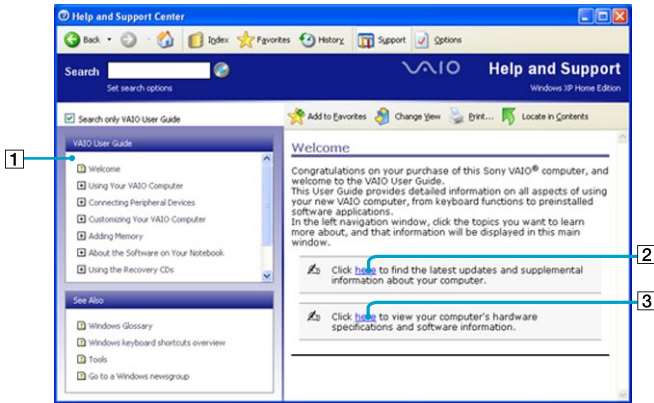 Help and Support Center
Back Index Favorites History Support Options
Search
Set search options
VAIO Help and Support
Windows XP Home Edition
Search only VAIO User Guide
Add to Favorites Change View Print... Locate in Contents
VAIO User Guide
Welcome
Using Your VAIO Computer
Connecting Peripheral Devices
Customizing Your VAIO Computer
Adding Memory
About the Software on Your Notebook
Using the Recovery CDs
See Also
Windows Glossary
Windows keyboard shortcuts overview
Tools
Go to a Windows newsgroup
Welcome
Congratulations on your purchase of this Sony VAIO® computer, and
welcome to the VAIO User Guide.
This User Guide provides detailed information on all aspects of using
your new VAIO computer, from keyboard functions to preinstalled
software applications.
In the left navigation window, click the topics you want to learn
more about, and that information will be displayed in this main
window.
Click here to find the latest updates and supplemental
information about your computer.
Click here to view your computer's hardware
specifications and software information.
1
2
3